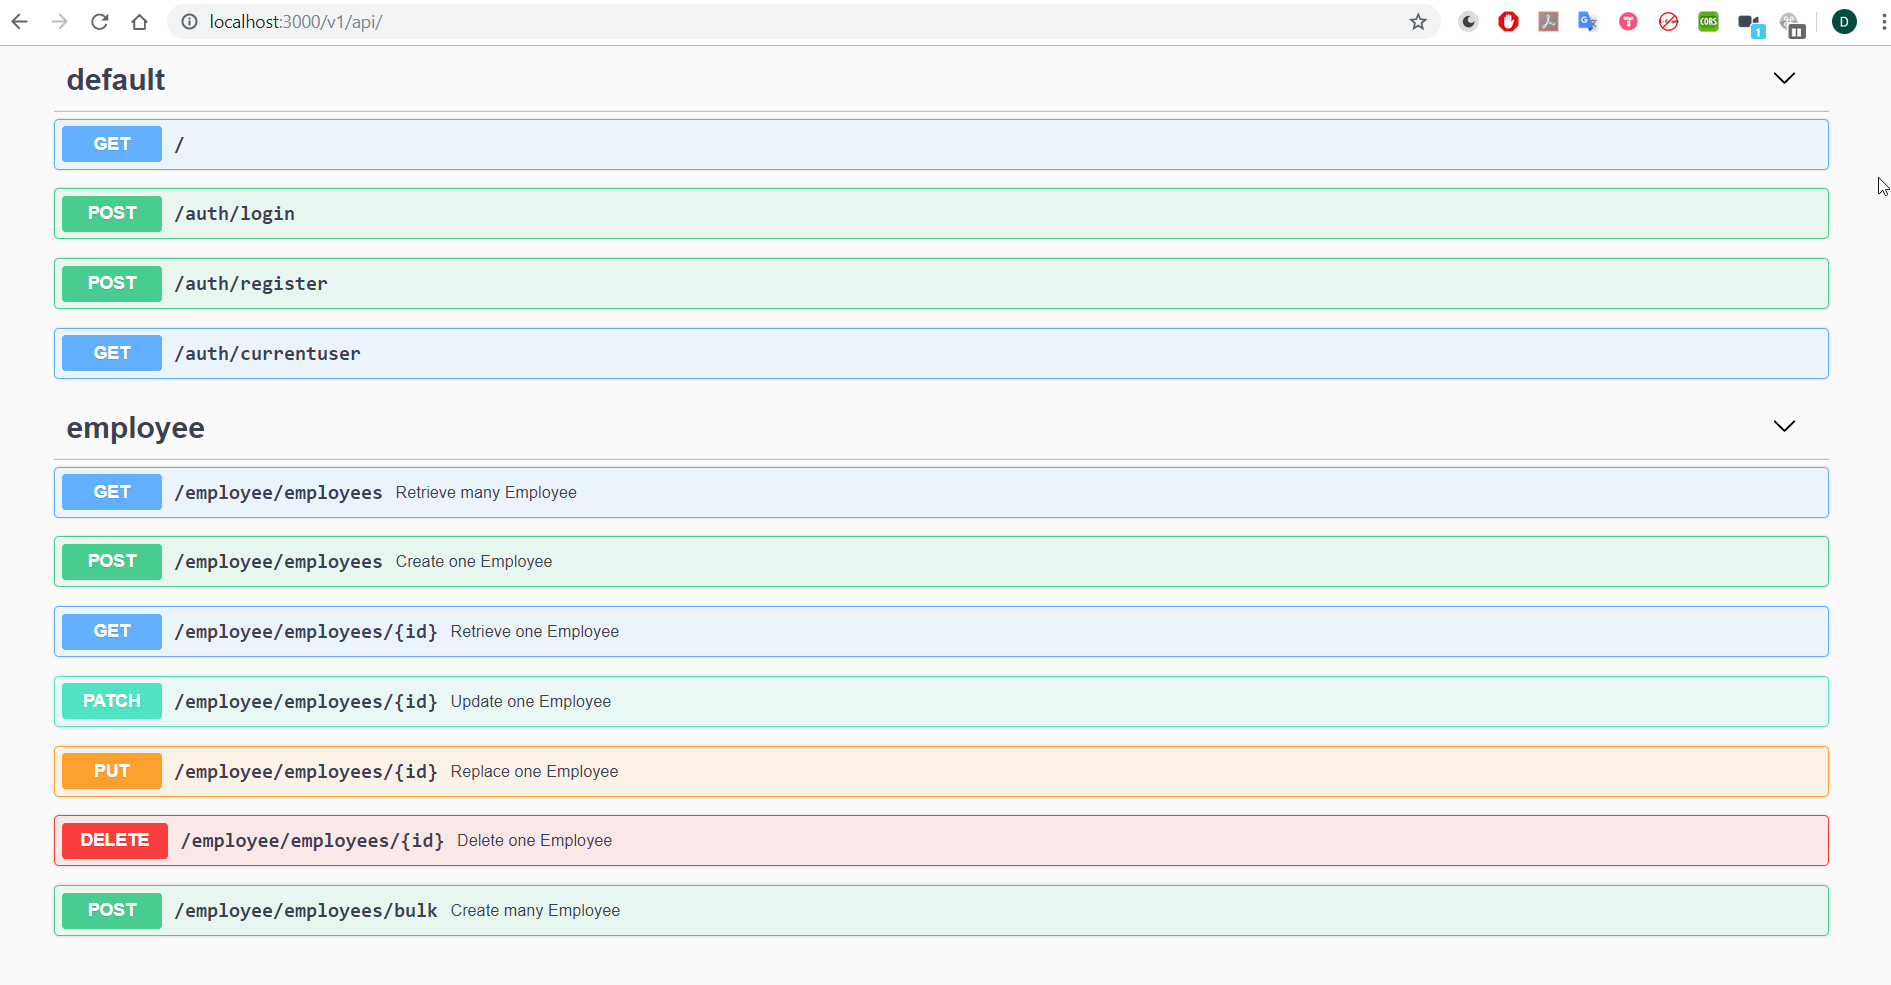 localhost:3000/v1/api/
CORS
1
D
default
GET /
POST /auth/login
POST /auth/register
GET /auth/currentuser
employee
GET /employee/employees Retrieve many Employee
POST /employee/employees Create one Employee
GET /employee/employees/{id} Retrieve one Employee
PATCH /employee/employees/{id} Update one Employee
PUT /employee/employees/{id} Replace one Employee
DELETE /employee/employees/{id} Delete one Employee
POST /employee/employees/bulk Create many Employee